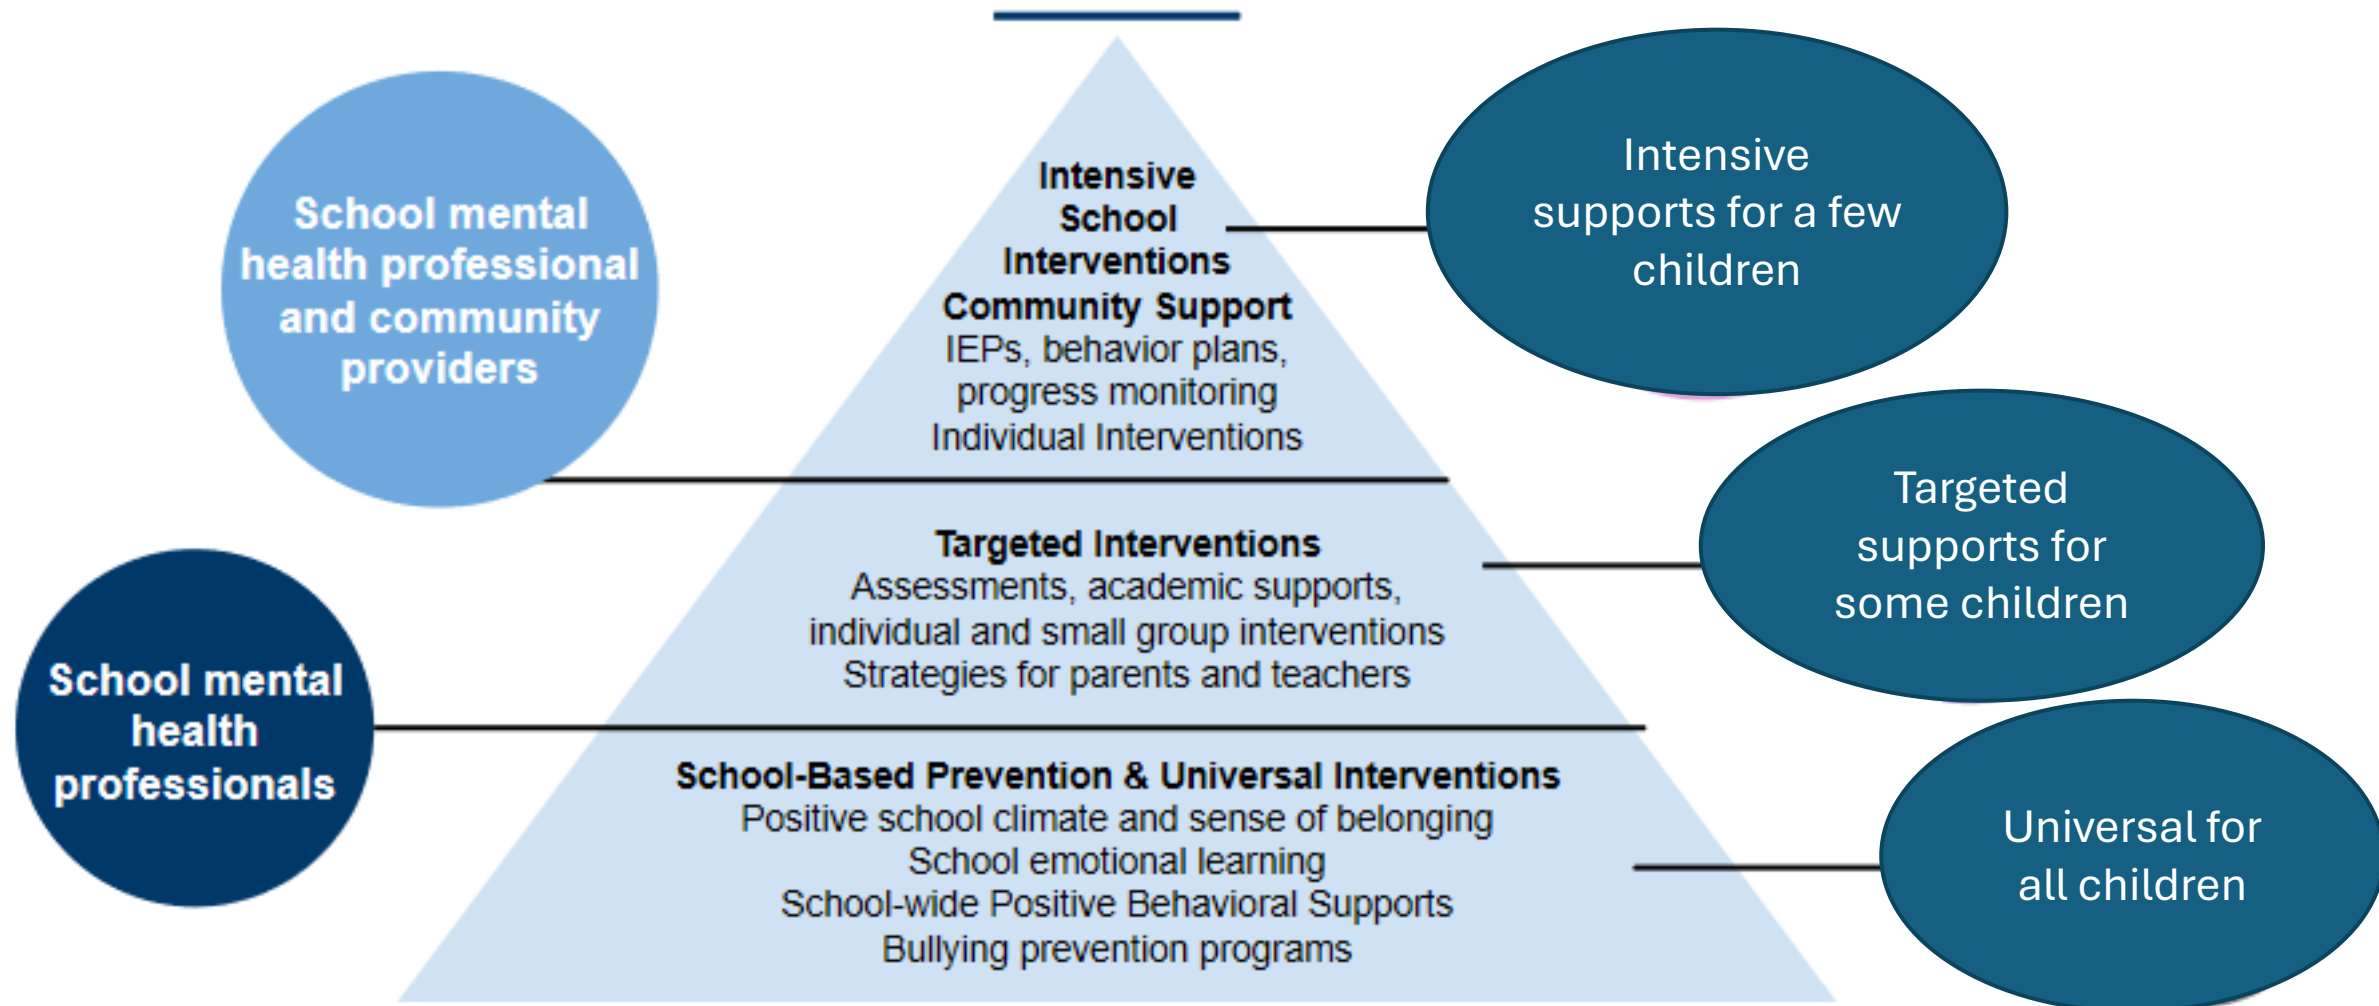 School mental
health professional
and community
providers
School mental
health
professionals
Intensive
School
Interventions
Community Support
IEPs, behavior plans,
progress monitoring
Individual Interventions
Targeted Interventions
Assessments, academic supports,
individual and small group interventions
Strategies for parents and teachers
School-Based Prevention & Universal Interventions
Positive school climate and sense of belonging
School emotional learning
School-wide Positive Behavioral Supports
Bullying prevention programs
Intensive
supports for a few
children
Targeted
supports for
some children
Universal for
all children